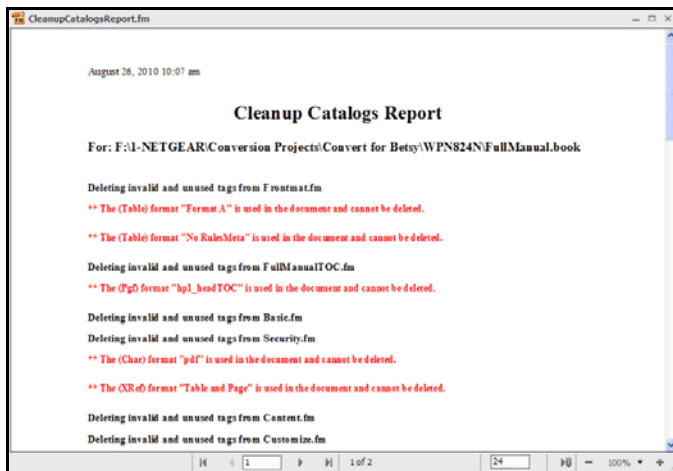 CleanupCatalogsReport.fm
August 26, 2010 10:07 am
Cleanup Catalogs Report
For: F:\1-NETGEAR\Conversion Projects\Convert for Betsy\WPN824N\FullManual.book
Deleting invalid and unused tags from Frontmat.fm
** The (Table) format "Format A" is used in the document and cannot be deleted.
** The (Table) format "No RulesMeta" is used in the document and cannot be deleted.
Deleting invalid and unused tags from FullManualTOC.fm
** The (Pgf) format "hp1_headTOC" is used in the document and cannot be deleted.
Deleting invalid and unused tags from Basic.fm
Deleting invalid and unused tags from Security.fm
** The (Char) format "pdf" is used in the document and cannot be deleted.
** The (XRef) format "Table and Page" is used in the document and cannot be deleted.
Deleting invalid and unused tags from Content.fm
Deleting invalid and unused tags from Customize.fm
1 1 of 2 24 100%